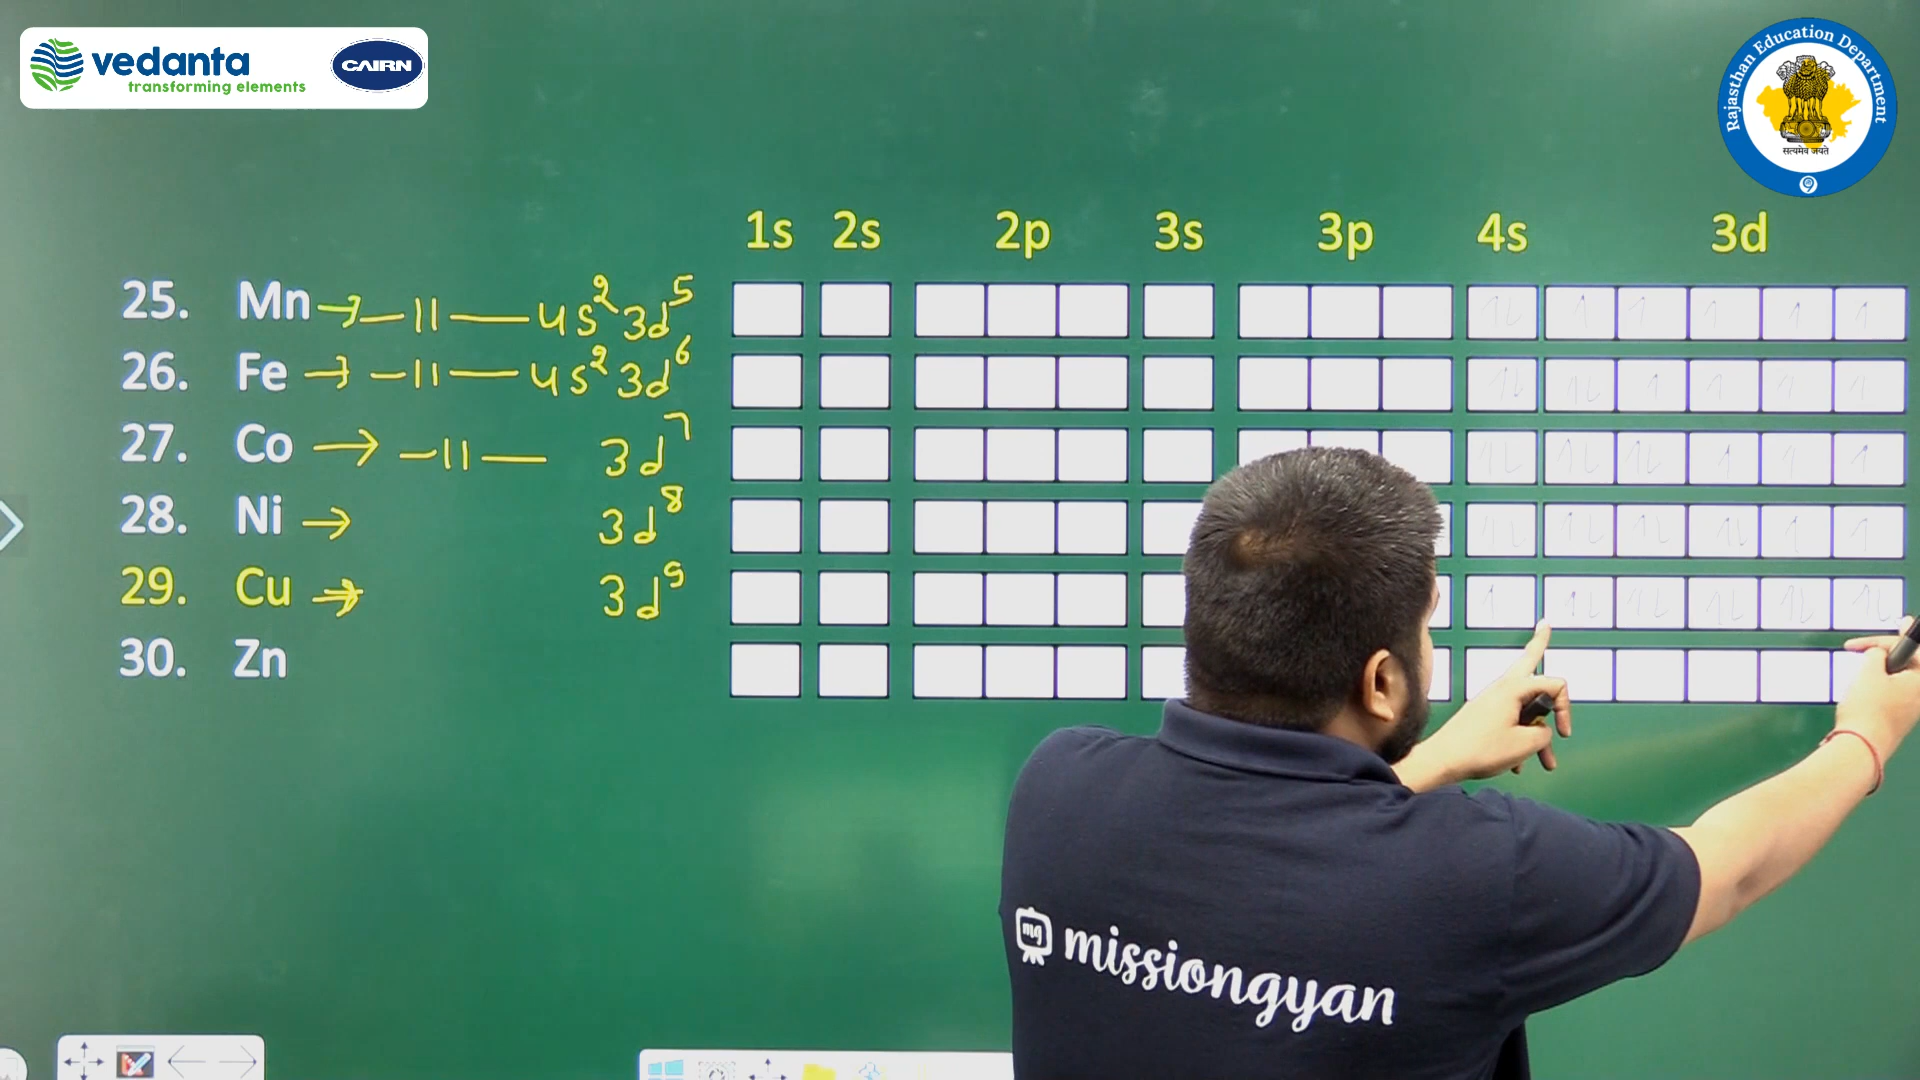 vedanta
transforming elements
CAIRN
Rajasthan Education Department
सत्यमेव जयते
1s 2s 2p 3s 3p 4s 3d
25. Mn → —11— 4s² 3d⁵
26. Fe → —11— 4s² 3d⁶
27. Co → —11— 3d⁷
28. Ni → 3d⁸
29. Cu → 3d⁹
30. Zn
mg missiongyan